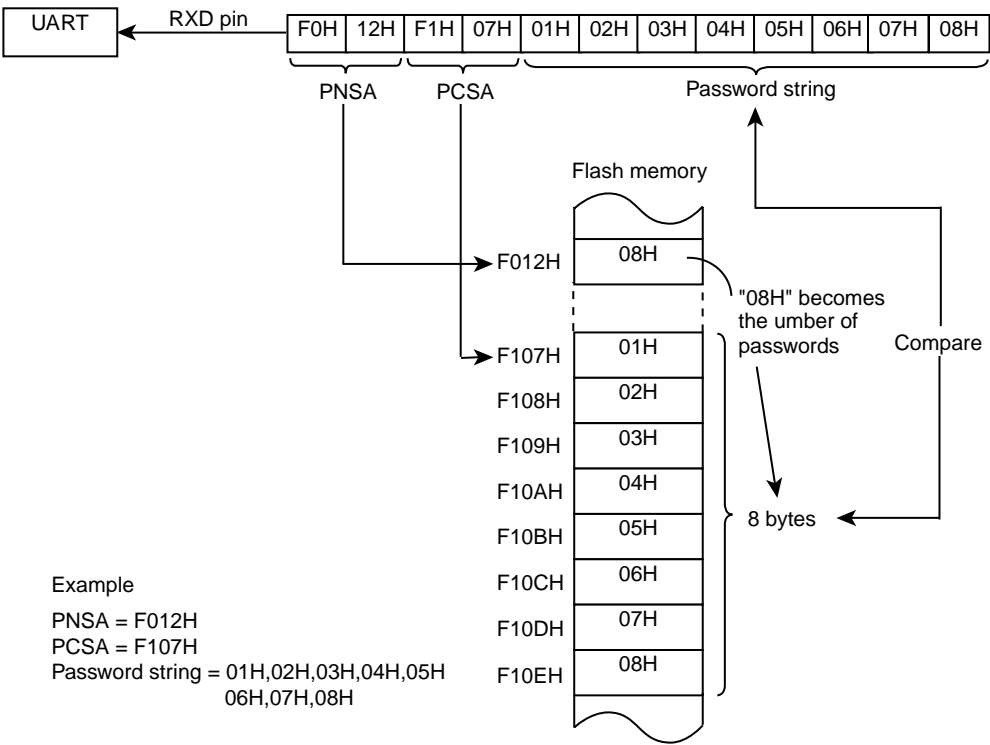 UART
RXD pin
F0H 12H F1H 07H 01H 02H 03H 04H 05H 06H 07H 08H
PNSA PCSA Password string
Flash memory
F012H 08H
"08H" becomes
the umber of
passwords
Compare
F107H 01H
F108H 02H
F109H 03H
F10AH 04H
8 bytes
F10BH 05H
F10CH 06H
F10DH 07H
F10EH 08H
Example
PNSA = F012H
PCSA = F107H
Password string = 01H,02H,03H,04H,05H
06H,07H,08H